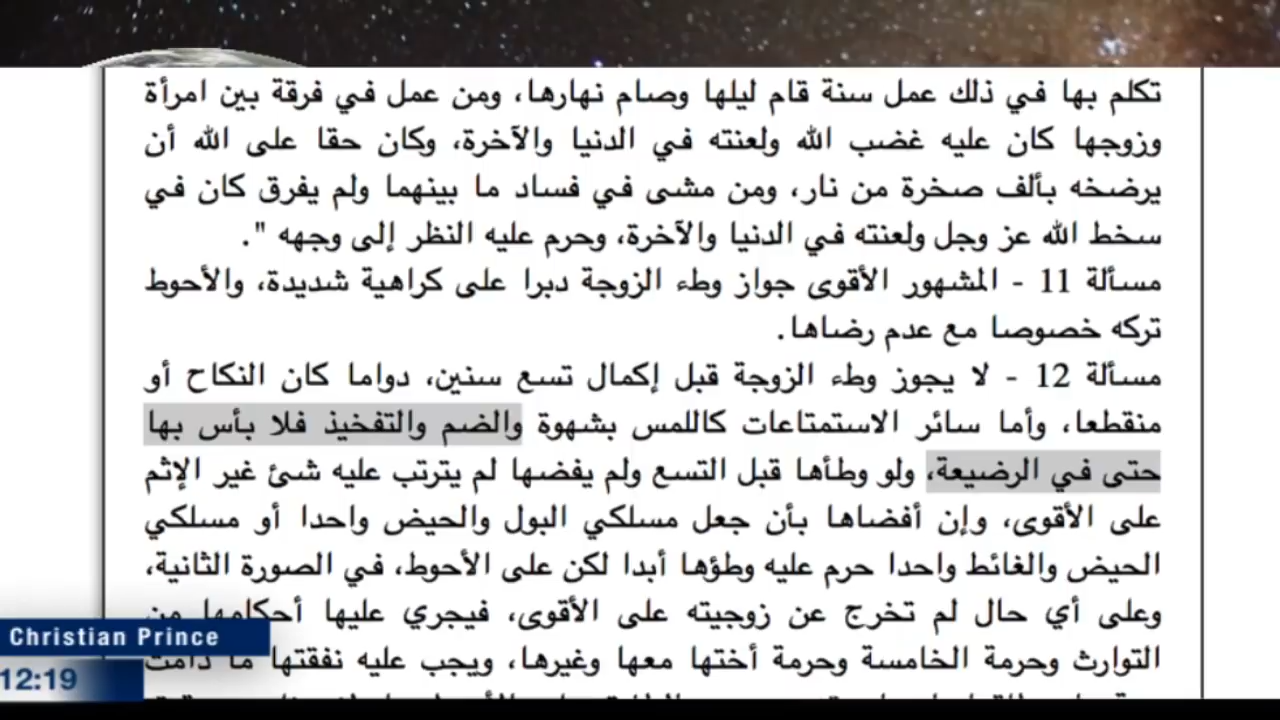 تكلم بها في ذلك عمل سنة قام ليلها وصام نهارها، ومن عمل في فرقة بين امرأة
وزوجها كان عليه غضب الله ولعنته في الدنيا والآخرة، وكان حقا على الله أن
يرضخه بألف صخرة من نار، ومن مشى في فساد ما بينهما ولم يفرق كان في
سخط الله عز وجل ولعنته في الدنيا والآخرة، وحرم عليه النظر إلى وجهه ".
مسألة 11 - المشهور الأقوى جواز وطء الزوجة دبرا على كراهية شديدة، والأحوط
تركه خصوصا مع عدم رضاها.
مسألة 12 - لا يجوز وطء الزوجة قبل إكمال تسع سنين، دواما كان النكاح أو
منقطعا، وأما سائر الاستمتاعات كاللمس بشهوة والضم والتفخيذ فلا بأس بها
حتى في الرضيعة، ولو وطأها قبل التسع ولم يفضها لم يترتب عليه شئ غير الإثم
على الأقوى، وإن أفضاها بأن جعل مسلكي البول والحيض واحدا أو مسلكي
الحيض والغائط واحدا حرم عليه وطؤها أبدا لكن على الأحوط، في الصورة الثانية،
وعلى أي حال لم تخرج عن زوجيته على الأقوى، فيجري عليها أحكامها من
التوارث وحرمة الخامسة وحرمة أختها معها وغيرها، ويجب عليه نفقتها ما دامت
Christian Prince
12:19